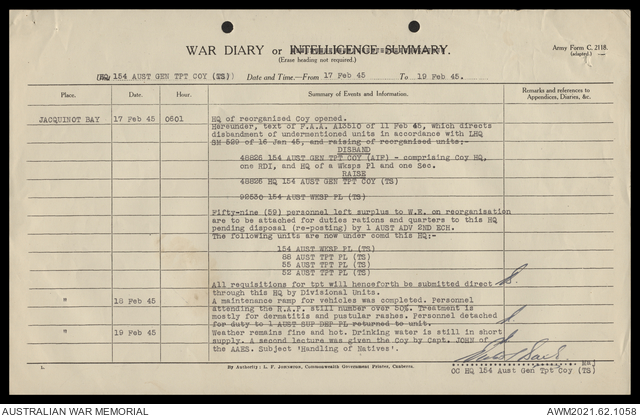 WAR DIARY or INTELLIGENCE SUMMARY.
(Erase heading not required.)
Army Form C. 2118.
(adapted.)
(HQ 154 AUST GEN TPT COY (TS)) Date and Time.—From 17 Feb 45 To 19 Feb 45.
Place. Date. Hour. Summary of Events and Information. Remarks and references to Appendices, Diaries, &c.
JACQUINOT BAY 17 Feb 45 0601 HQ of reorganised Coy opened.
Hereunder, text of F.A.A. A13510 of 11 Feb 45, which directs
disbandment of undermentioned units in accordance with LHQ
SM 529 of 16 Jan 45, and raising of reorganised units;-
DISBAND
48826 154 AUST GEN TPT COY (AIF) - comprising Coy HQ,
one RDI, and HQ of a Wksps Pl and one Sec.
RAISE
48826 HQ 154 AUST GEN TPT COY (TS)
92530 154 AUST WKSP PL (TS)
Fifty-nine (59) personnel left surplus to W.E. on reorganisation
are to be attached for duties rations and quarters to this HQ
pending disposal (re-posting) by 1 AUST ADV 2ND ECH.
The following units are now under comd this HQ:-
154 AUST WKSP PL (TS)
88 AUST TPT PL (TS)
55 AUST TPT PL (TS)
52 AUST TPT PL (TS)
All requisitions for tpt will henceforth be submitted direct
through this HQ by Divisional Units.
" 18 Feb 45 A maintenance ramp for vehicles was completed. Personnel
attending the R.A.P. still number over 50%. Treatment is
mostly for dermatitis and pustular rashes. Personnel detached
for duty to 1 AUST SUP DEP PL returned to unit.
" 19 Feb 45 Weather remains fine and hot. Drinking water is still in short
supply. A second lecture was given the Coy by Capt. JOHN of
the AAES. Subject 'Handling of Natives'.
OC HQ 154 Aust Gen Tpt Coy (TS)
By Authority: L. F. Johnston, Commonwealth Government Printer, Canberra.
AUSTRALIAN WAR MEMORIAL
AWM2021.62.1058